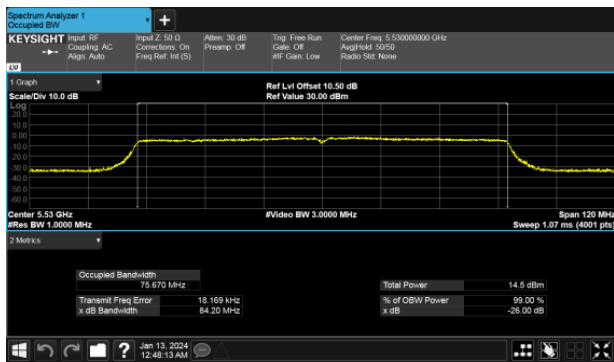 Spectrum Analyzer 1
Occupied BW
+
KEYSIGHT
Input: RF
Coupling: AC
Align: Auto
Input Z: 50 Ω
Corrections: On
Freq Ref: Int (S)
Atten: 30 dB
Preamp: Off
Trig: Free Run
Gate: Off
#IF Gain: Low
Center Freq: 5.530000000 GHz
Avg|Hold: 50/50
Radio Std: None
1 Graph
Scale/Div 10.0 dB
Ref Lvl Offset 10.50 dB
Ref Value 30.00 dBm
Log
20.0
10.0
0.00
-10.0
-20.0
-30.0
-40.0
-50.0
-60.0
Center 5.53 GHz
#Video BW 3.0000 MHz
Span 120 MHz
#Res BW 1.0000 MHz
Sweep 1.07 ms (4001 pts)
2 Metrics
Occupied Bandwidth
75.670 MHz
Total Power 14.5 dBm
Transmit Freq Error 18.169 kHz
% of OBW Power 99.00 %
x dB Bandwidth 84.20 MHz
x dB -26.00 dB
Jan 13, 2024
12:48:13 AM